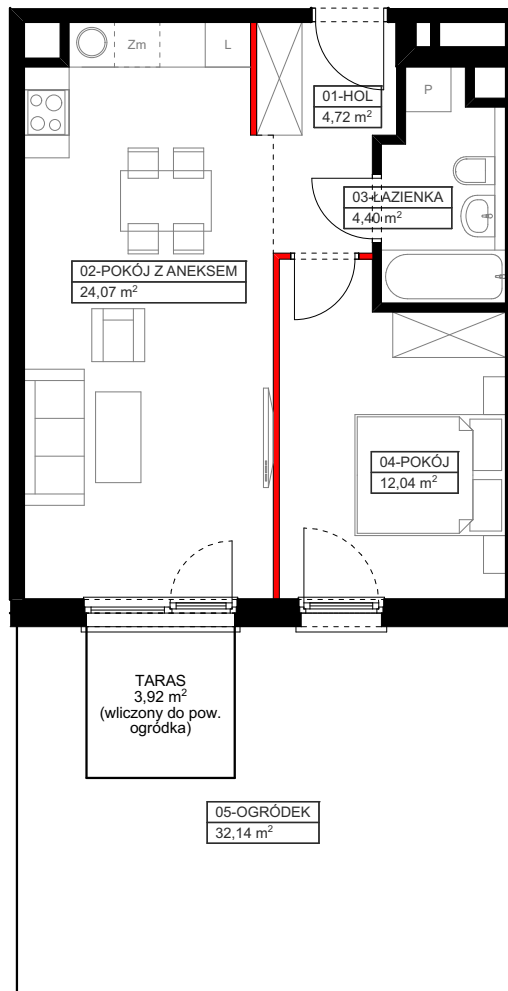 Zm
L
01-HOL
4,72 m²
P
03-ŁAZIENKA
4,40 m²
02-POKÓJ Z ANEKSEM
24,07 m²
04-POKÓJ
12,04 m²
TARAS
3,92 m²
(wliczony do pow.
ogródka)
05-OGRÓDEK
32,14 m²